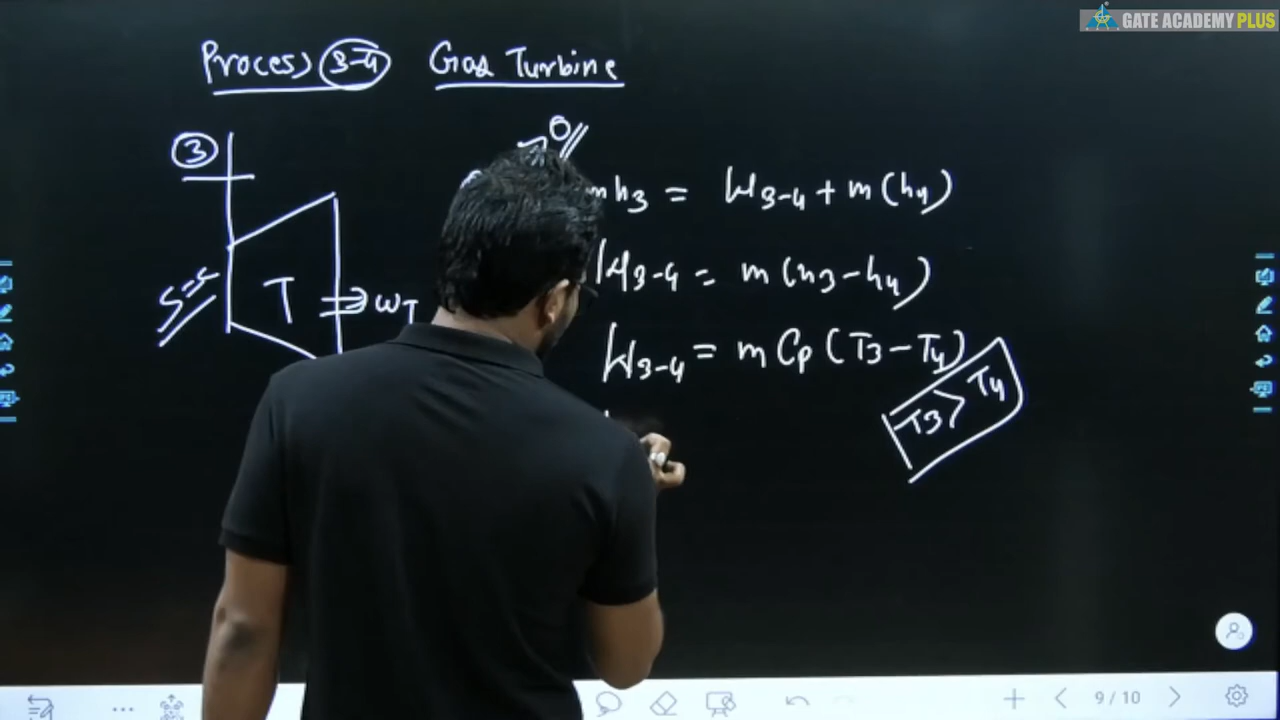 GATE ACADEMY PLUS
Process 3-4 Gas Turbine
3
0
mh3 = W3-4 + m(h4)
W3-4 = m(h3-h4)
S=C
T
WT
W3-4 = mCp(T3-T4)
T3>T4
9/10